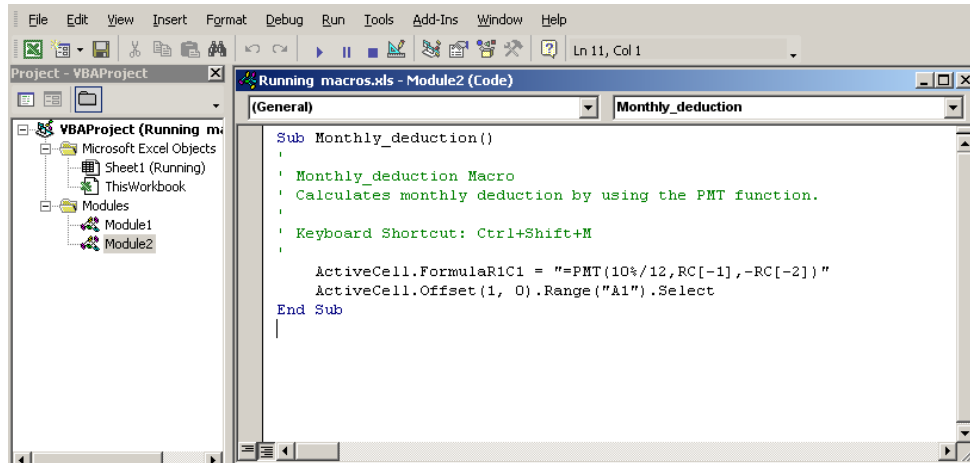 File Edit View Insert Format Debug Run Tools Add-Ins Window Help
Ln 11, Col 1
Project - VBAProject
VBAProject (Running ma
Microsoft Excel Objects
Sheet1 (Running)
ThisWorkbook
Modules
Module1
Module2
Running macros.xls - Module2 (Code)
(General) Monthly_deduction
Sub Monthly_deduction()
'
' Monthly_deduction Macro
' Calculates monthly deduction by using the PMT function.
'
' Keyboard Shortcut: Ctrl+Shift+M
'
ActiveCell.FormulaR1C1 = "=PMT(10%/12,RC[-1],-RC[-2])"
ActiveCell.Offset(1, 0).Range("A1").Select
End Sub